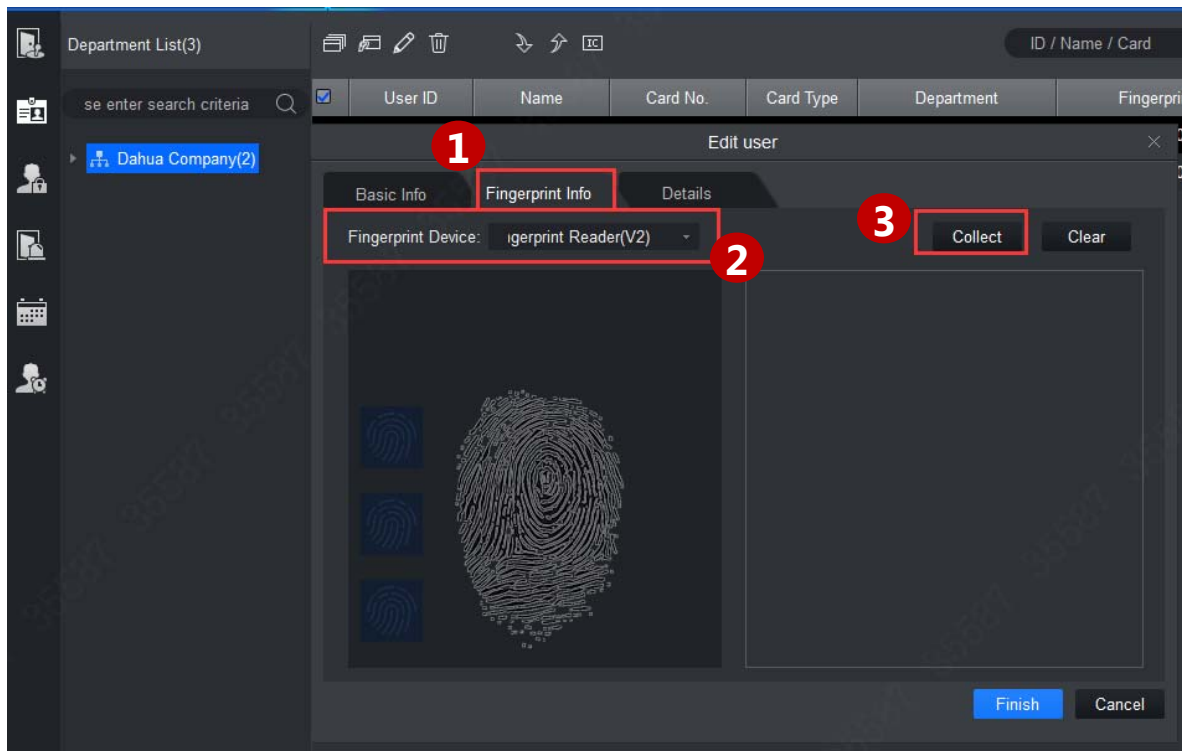 Department List(3)
ID / Name / Card
se enter search criteria
User ID Name Card No. Card Type Department Fingerpri
Dahua Company(2)
Edit user
1
Basic Info Fingerprint Info Details
Fingerprint Device: ıgerprint Reader(V2)
2
3
Collect Clear
Finish Cancel